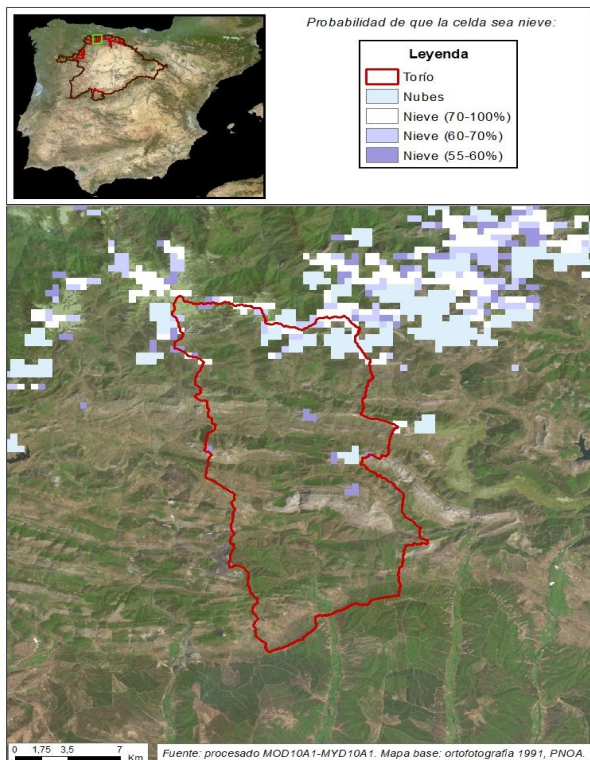 Probabilidad de que la celda sea nieve:
Leyenda
Torío
Nubes
Nieve (70-100%)
Nieve (60-70%)
Nieve (55-60%)
0 1,75 3,5 7
Km
Fuente: procesado MOD10A1-MYD10A1. Mapa base: ortofotografía 1991, PNOA.